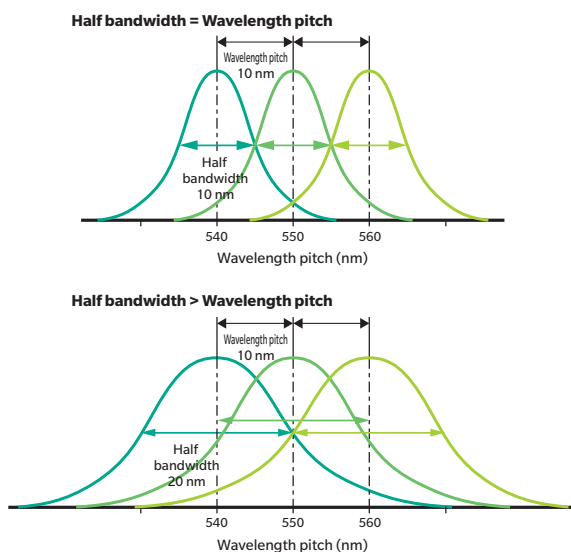 Half bandwidth = Wavelength pitch
Wavelength pitch
10 nm
Half
bandwidth
10 nm
540 550 560
Wavelength pitch (nm)
Half bandwidth > Wavelength pitch
Wavelength pitch
10 nm
Half
bandwidth
20 nm
540 550 560
Wavelength pitch (nm)